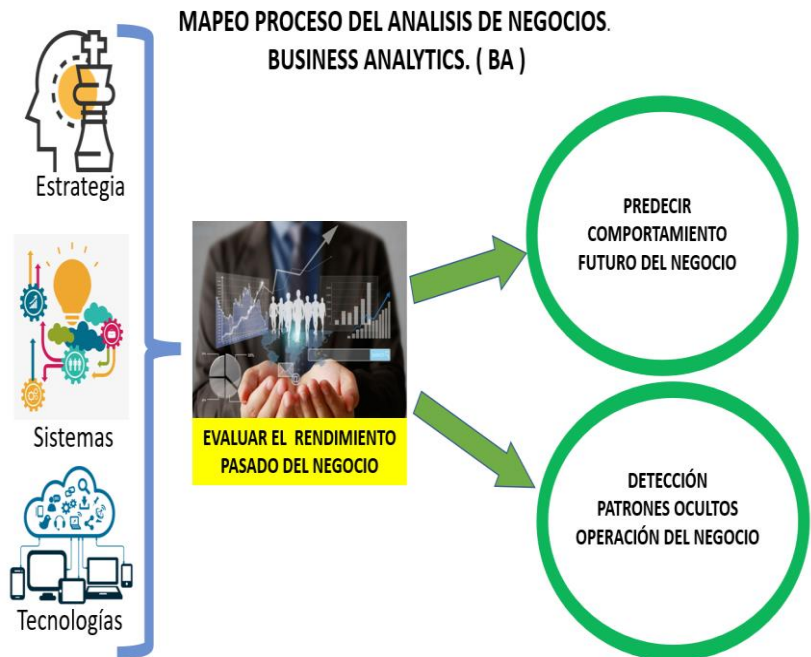 MAPEO PROCESO DEL ANALISIS DE NEGOCIOS.
BUSINESS ANALYTICS. ( BA )
Estrategia
Sistemas
Tecnologías
EVALUAR EL RENDIMIENTO
PASADO DEL NEGOCIO
PREDECIR
COMPORTAMIENTO
FUTURO DEL NEGOCIO
DETECCIÓN
PATRONES OCULTOS
OPERACIÓN DEL NEGOCIO